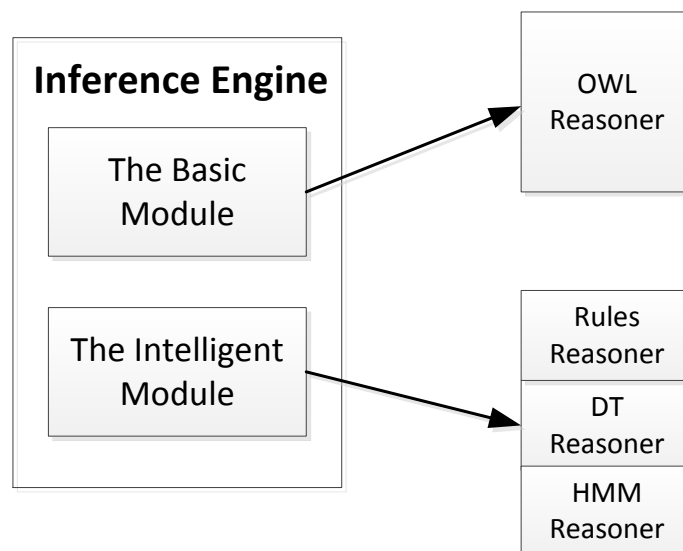 Inference Engine
The Basic
Module
The Intelligent
Module
OWL
Reasoner
Rules
Reasoner
DT
Reasoner
HMM
Reasoner